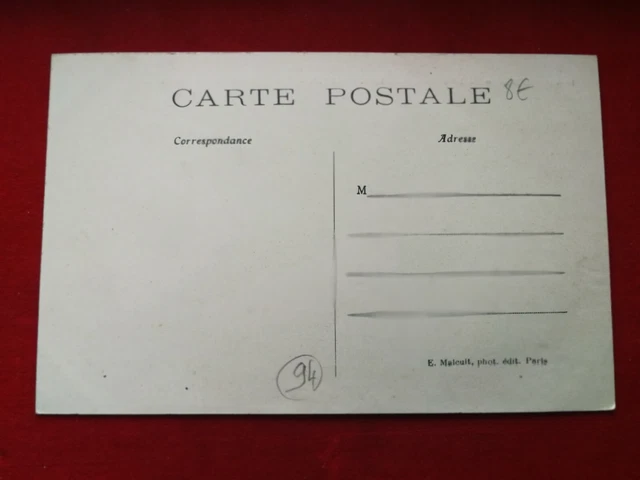 CARTE POSTALE 8€
Correspondance
Adresse
M
E. Malcuit, phot. édit. Paris
94